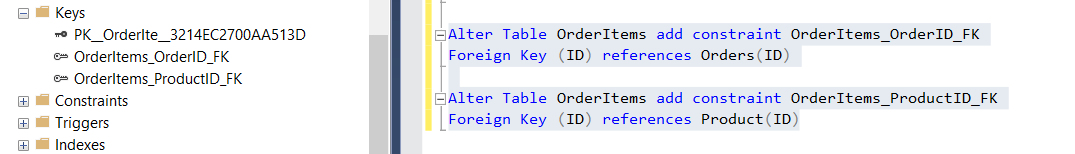 Keys
PK__OrderIte__3214EC2700AA513D
OrderItems_OrderID_FK
OrderItems_ProductID_FK
Constraints
Triggers
Indexes
Alter Table OrderItems add constraint OrderItems_OrderID_FK
Foreign Key (ID) references Orders(ID)
Alter Table OrderItems add constraint OrderItems_ProductID_FK
Foreign Key (ID) references Product(ID)